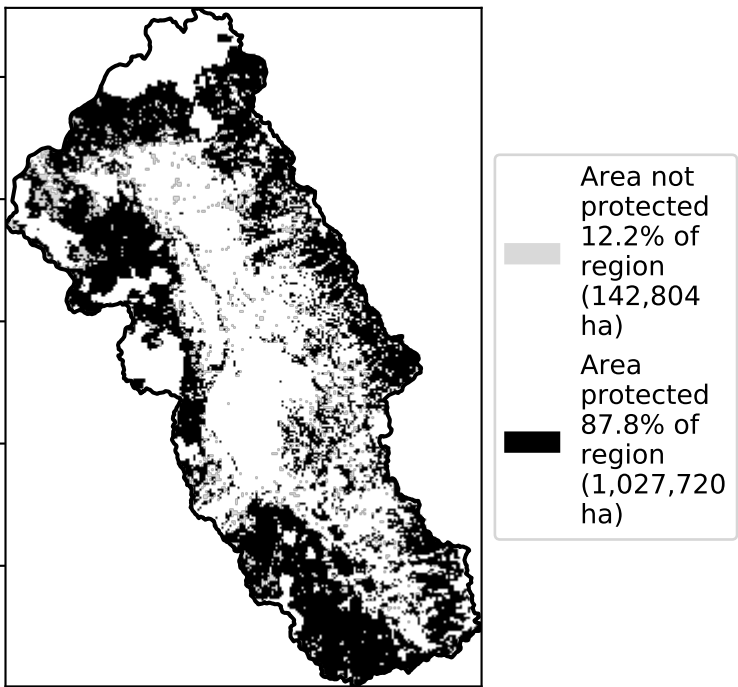 Area not
protected
12.2% of
region
(142,804
ha)
Area
protected
87.8% of
region
(1,027,720
ha)